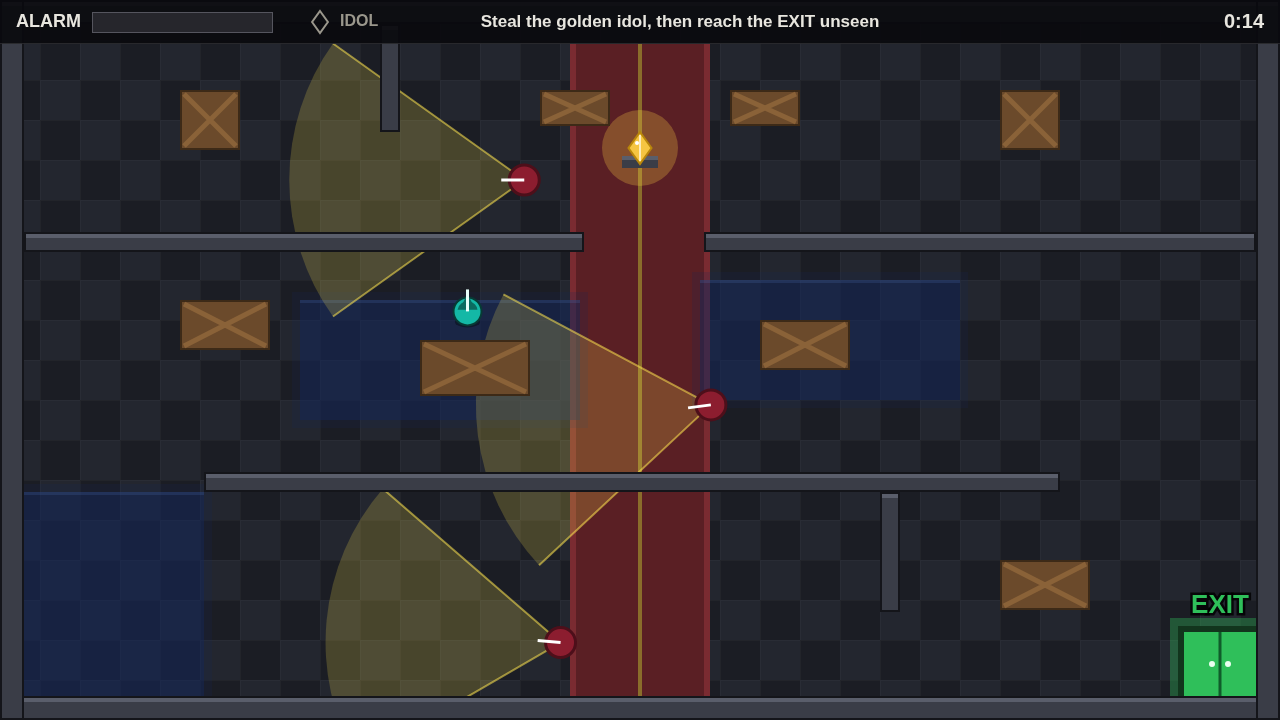 ALARM
IDOL
Steal the golden idol, then reach the EXIT unseen
0:14
EXIT